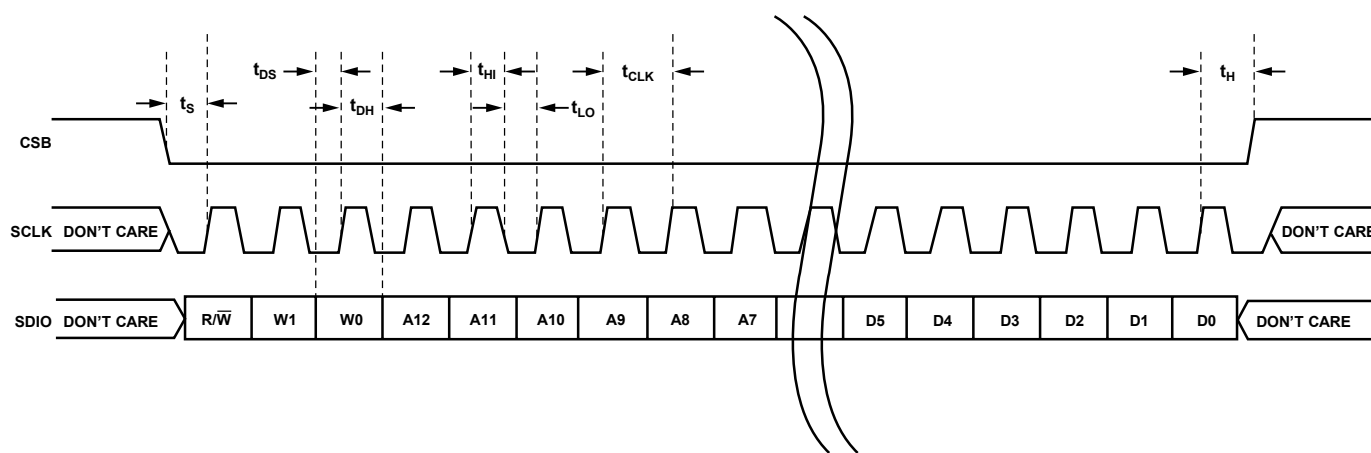 tDS
tHI
tCLK
tH
tS
tDH
tLO
CSB
SCLK DON'T CARE
DON'T CARE
SDIO DON'T CARE R/W̅ W1 W0 A12 A11 A10 A9 A8 A7 D5 D4 D3 D2 D1 D0 DON'T CARE